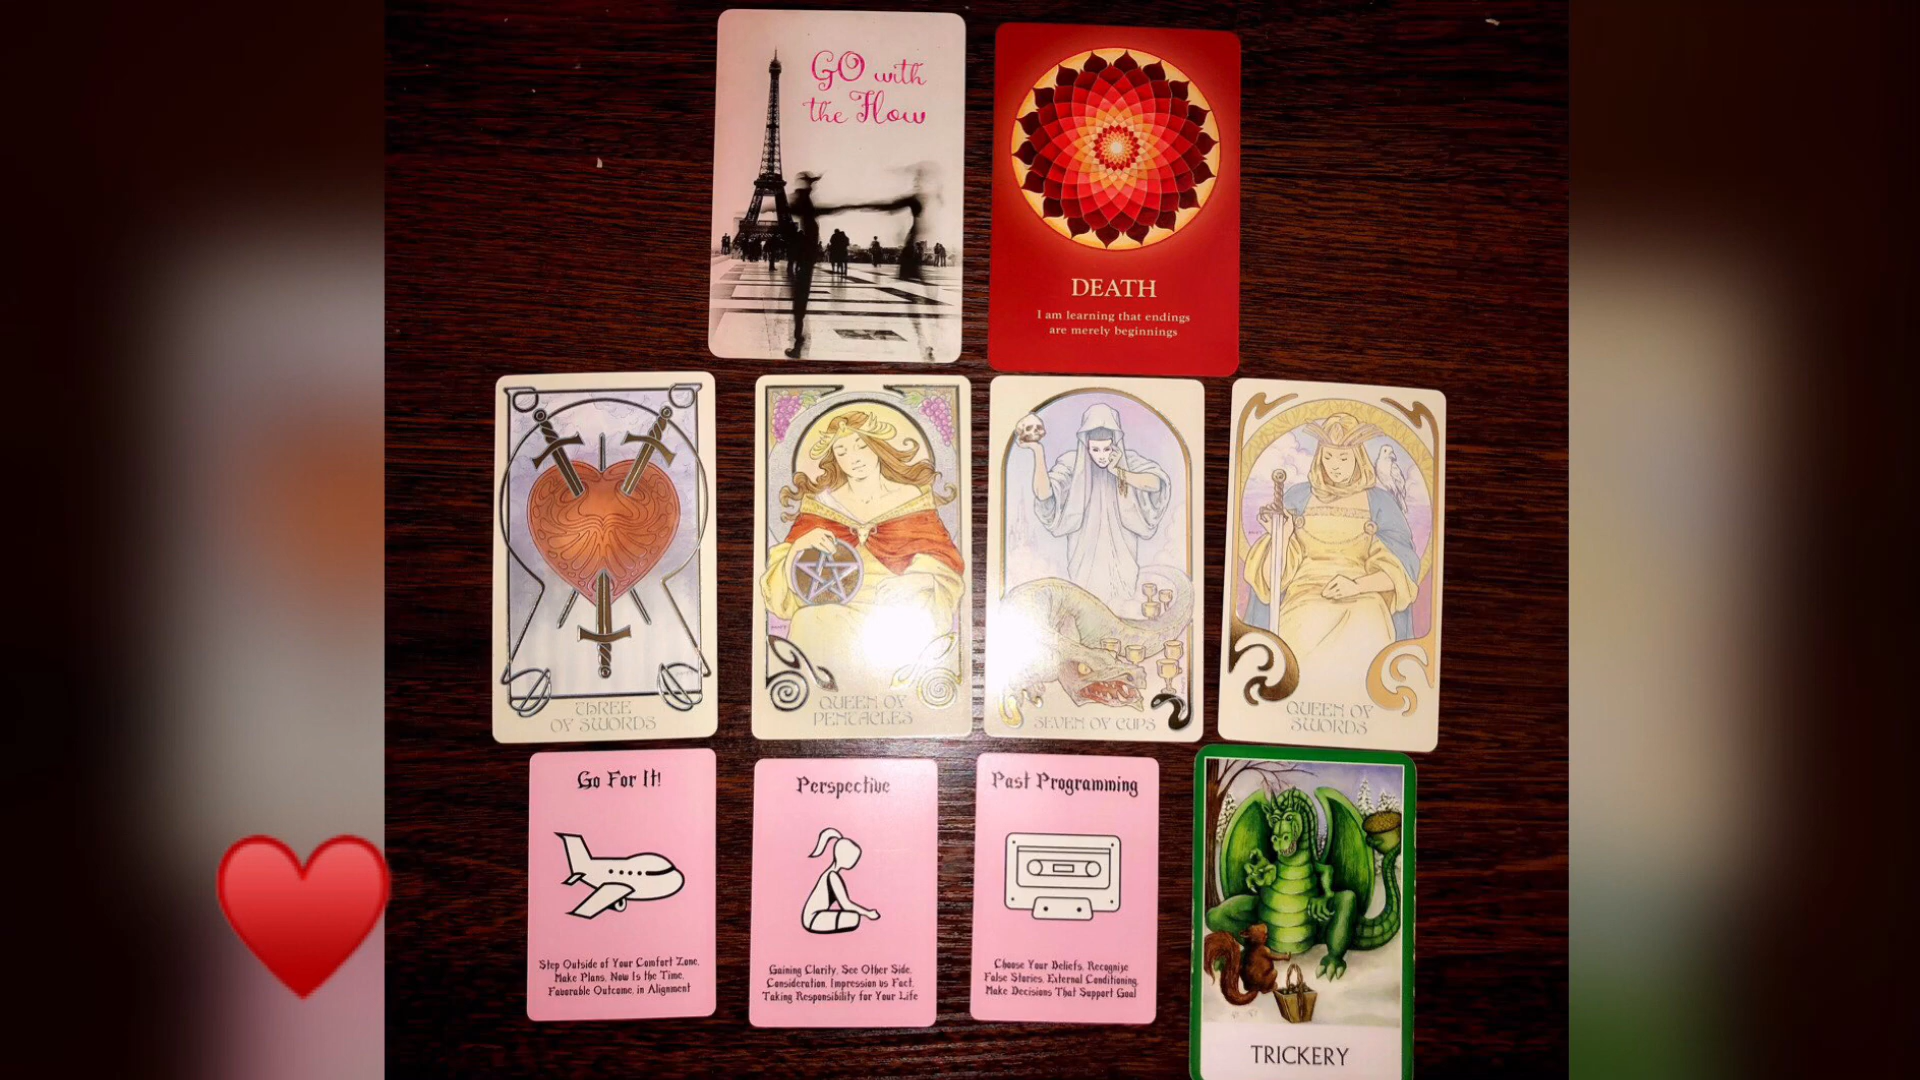 GO with
the Flow
DEATH
I am learning that endings
are merely beginnings
THREE
OF SWORDS
QUEEN OF
PENTACLES
SEVEN OF CUPS
QUEEN OF
SWORDS
Go For It!
Step Outside of Your Comfort Zone,
Make Plans, Now Is the Time,
Favorable Outcome, in Alignment
Perspective
Gaining Clarity, See Other Side,
Consideration, Impression vs Fact,
Taking Responsibility for Your Life
Past Programming
Choose Your Beliefs, Recognize
False Stories, External Conditioning,
Make Decisions That Support Goal
TRICKERY